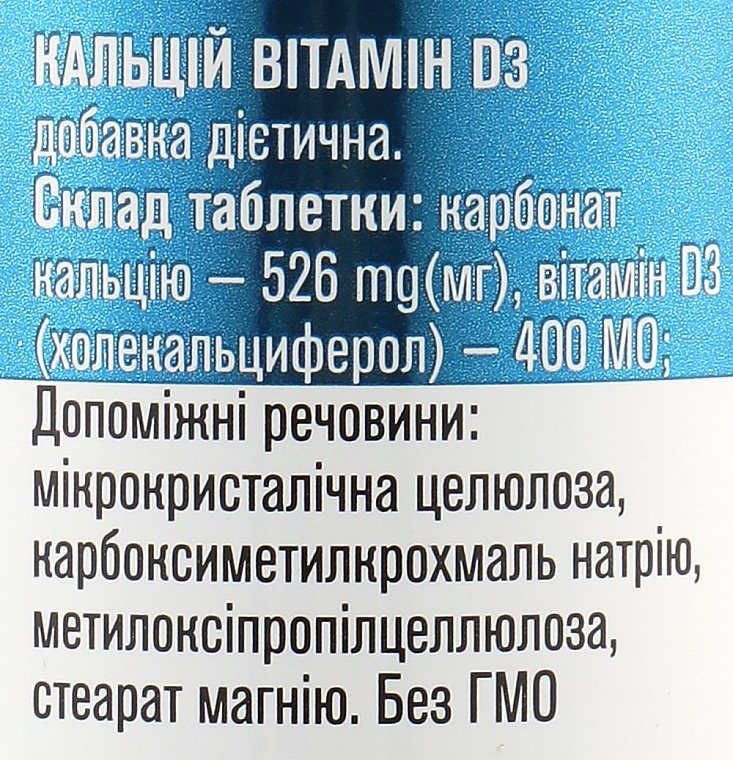 КАЛЬЦІЙ ВІТАМІН D3
добавка дієтична.
Склад таблетки: карбонат
кальцію – 526 mg(мг), вітамін D3
(холекальциферол) – 400 МО;
Допоміжні речовини:
мікрокристалічна целюлоза,
карбоксиметилкрохмаль натрію,
метилоксіпропілцеллюлоза,
стеарат магнію. Без ГМО